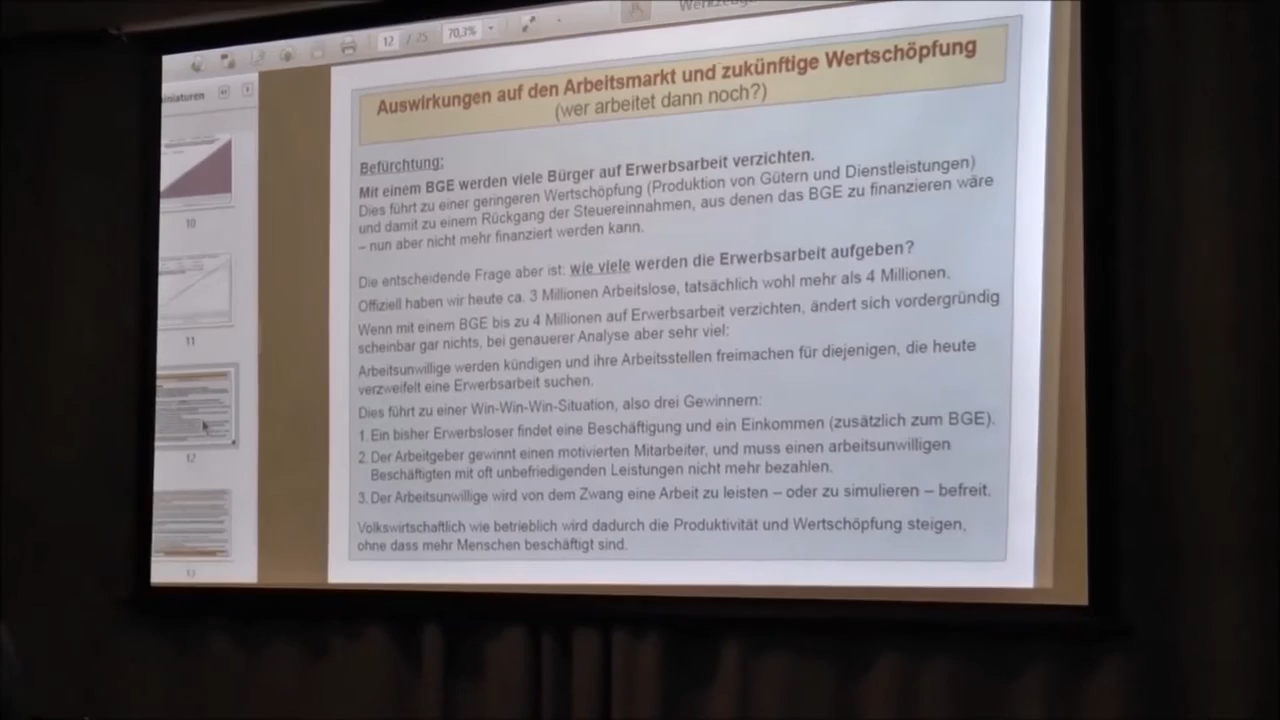 12 / 25 70,3%
Auswirkungen auf den Arbeitsmarkt und zukünftige Wertschöpfung
(wer arbeitet dann noch?)
Befürchtung:
Mit einem BGE werden viele Bürger auf Erwerbsarbeit verzichten.
Dies führt zu einer geringeren Wertschöpfung (Produktion von Gütern und Dienstleistungen)
und damit zu einem Rückgang der Steuereinnahmen, aus denen das BGE zu finanzieren wäre
– nun aber nicht mehr finanziert werden kann.
Die entscheidende Frage aber ist: wie viele werden die Erwerbsarbeit aufgeben?
Offiziell haben wir heute ca. 3 Millionen Arbeitslose, tatsächlich wohl mehr als 4 Millionen.
Wenn mit einem BGE bis zu 4 Millionen auf Erwerbsarbeit verzichten, ändert sich vordergründig
scheinbar gar nichts, bei genauerer Analyse aber sehr viel:
Arbeitsunwillige werden kündigen und ihre Arbeitsstellen freimachen für diejenigen, die heute
verzweifelt eine Erwerbsarbeit suchen.
Dies führt zu einer Win-Win-Win-Situation, also drei Gewinnern:
1. Ein bisher Erwerbsloser findet eine Beschäftigung und ein Einkommen (zusätzlich zum BGE).
2. Der Arbeitgeber gewinnt einen motivierten Mitarbeiter, und muss einen arbeitsunwilligen
Beschäftigten mit oft unbefriedigenden Leistungen nicht mehr bezahlen.
3. Der Arbeitsunwillige wird von dem Zwang eine Arbeit zu leisten – oder zu simulieren – befreit.
Volkswirtschaftlich wie betrieblich wird dadurch die Produktivität und Wertschöpfung steigen,
ohne dass mehr Menschen beschäftigt sind.
10
11
12
13